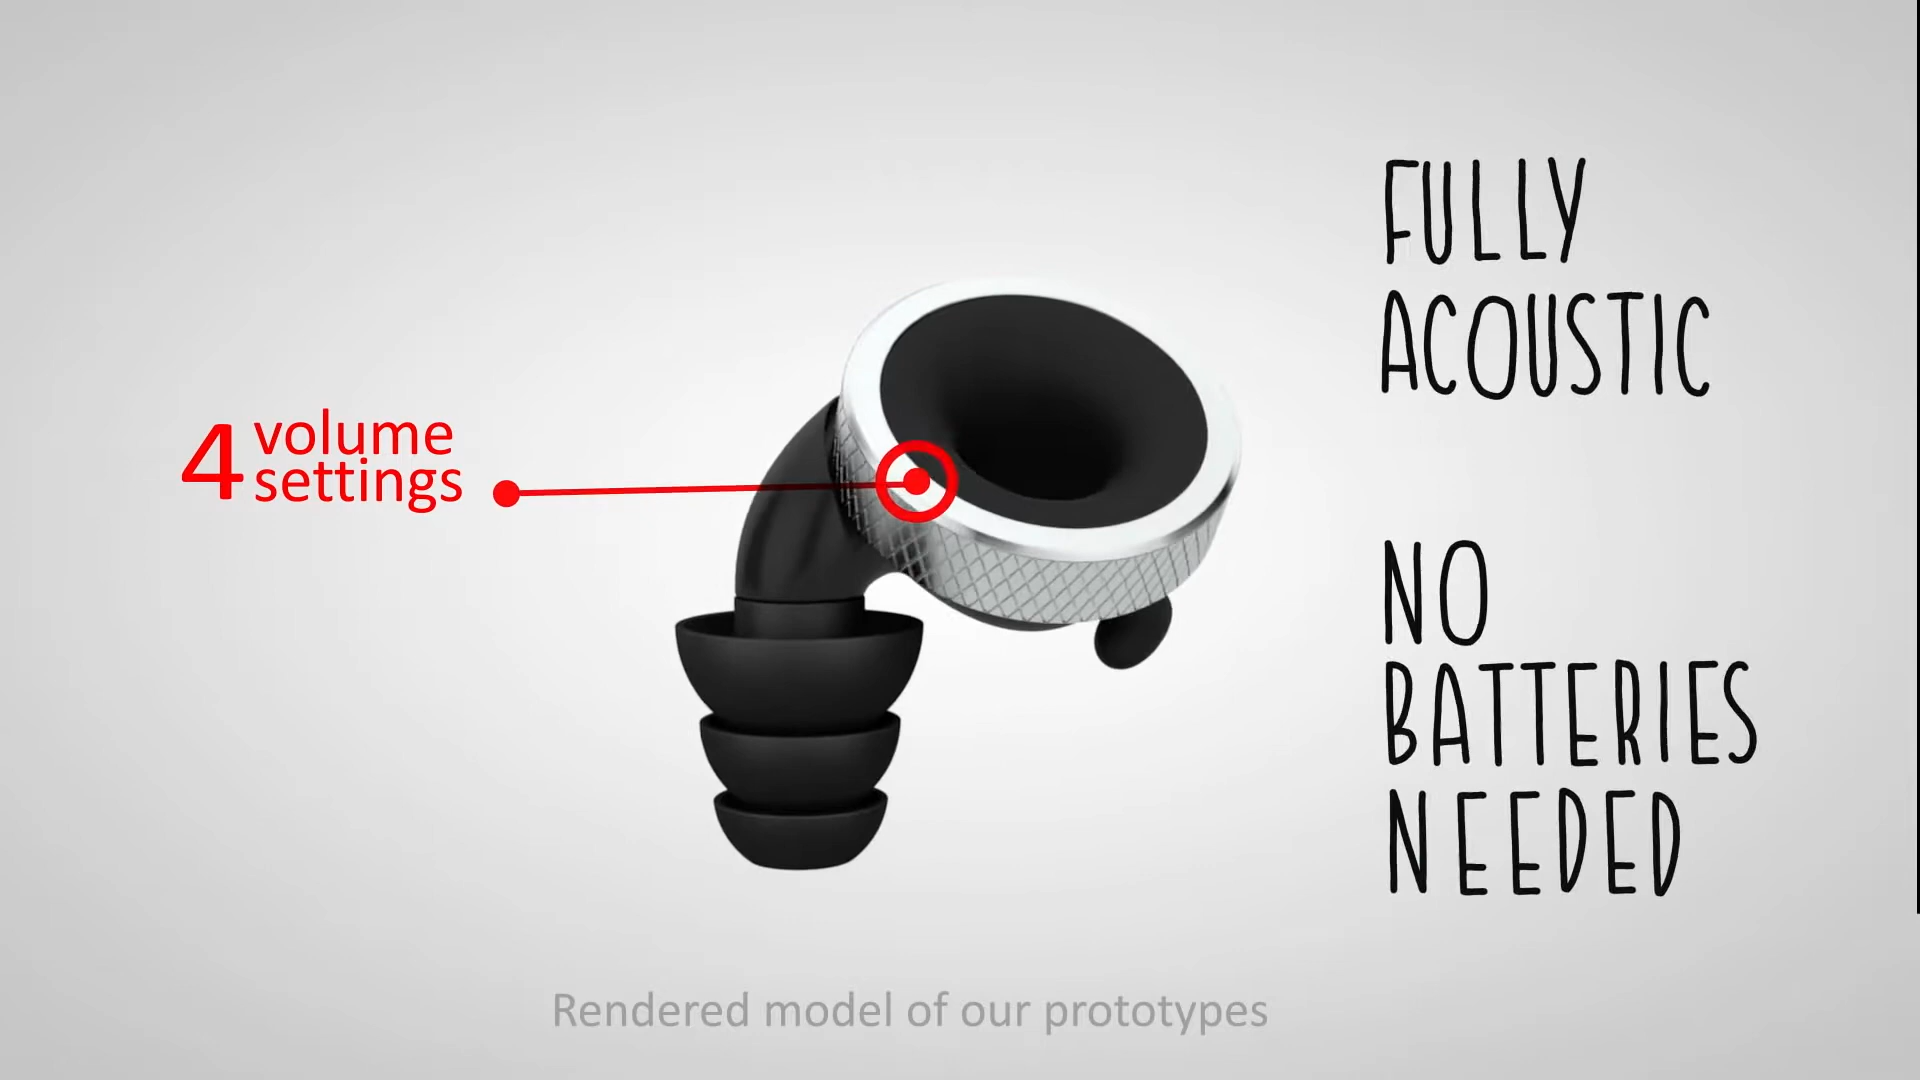 FULLY
ACOUSTIC
4 volume
settings
NO
BATTERIES
NEEDED
Rendered model of our prototypes